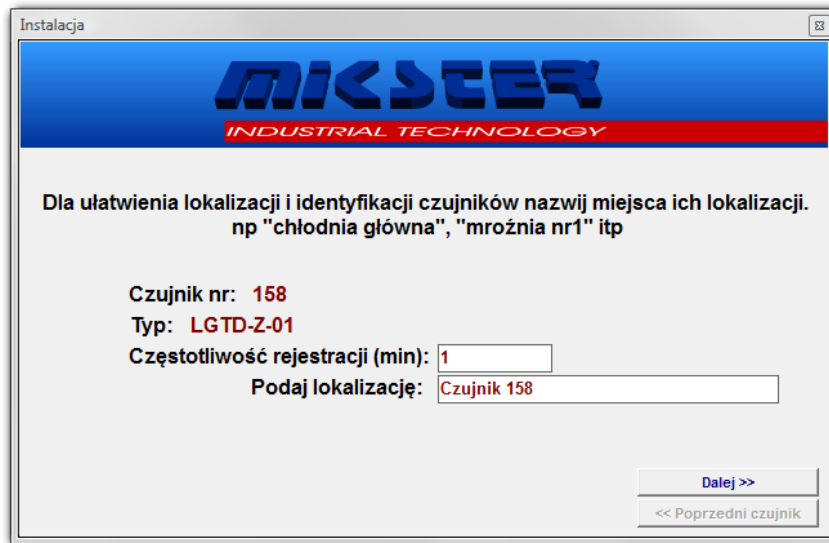 Instalacja
MIKSTER
INDUSTRIAL TECHNOLOGY
Dla ułatwienia lokalizacji i identyfikacji czujników nazwij miejsca ich lokalizacji.
np "chłodnia główna", "mroźnia nr1" itp
Czujnik nr: 158
Typ: LGTD-Z-01
Częstotliwość rejestracji (min): 1
Podaj lokalizację: Czujnik 158
Dalej >>
<< Poprzedni czujnik